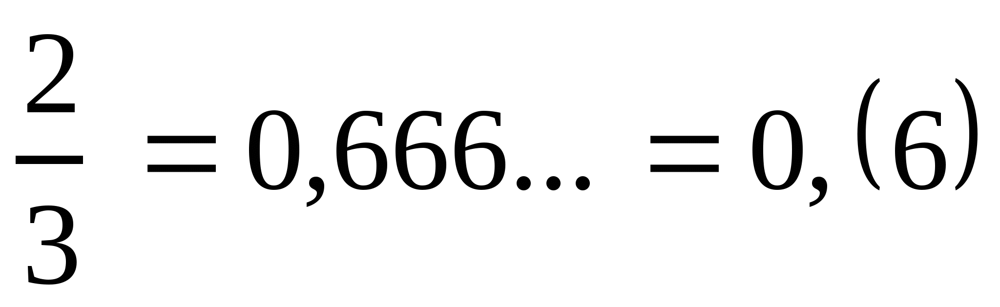 2/3 = 0,666... = 0,(6)